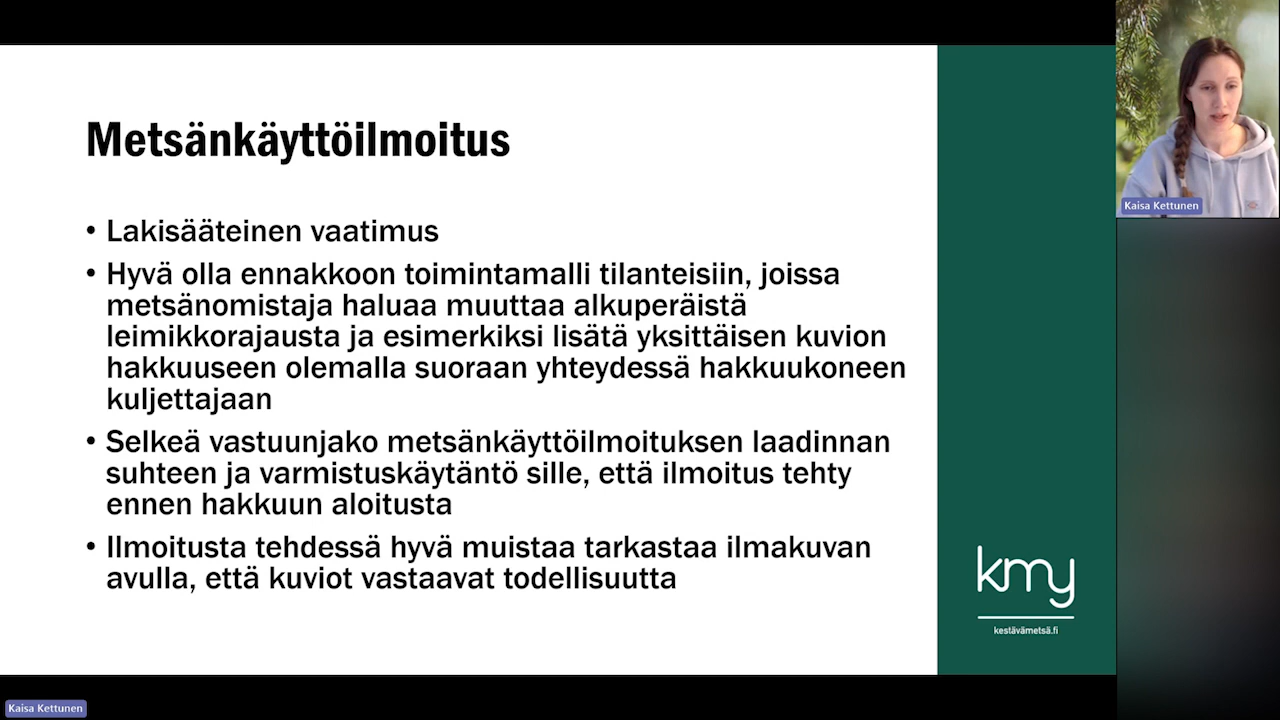 Metsänkäyttöilmoitus
• Lakisääteinen vaatimus
• Hyvä olla ennakkoon toimintamalli tilanteisiin, joissa
metsänomistaja haluaa muuttaa alkuperäistä
leimikkorajausta ja esimerkiksi lisätä yksittäisen kuvion
hakkuuseen olemalla suoraan yhteydessä hakkuukoneen
kuljettajaan
• Selkeä vastuunjako metsänkäyttöilmoituksen laadinnan
suhteen ja varmistuskäytäntö sille, että ilmoitus tehty
ennen hakkuun aloitusta
• Ilmoitusta tehdessä hyvä muistaa tarkastaa ilmakuvan
avulla, että kuviot vastaavat todellisuutta
kmy
kestävämetsä.fi
Kaisa Kettunen
Kaisa Kettunen